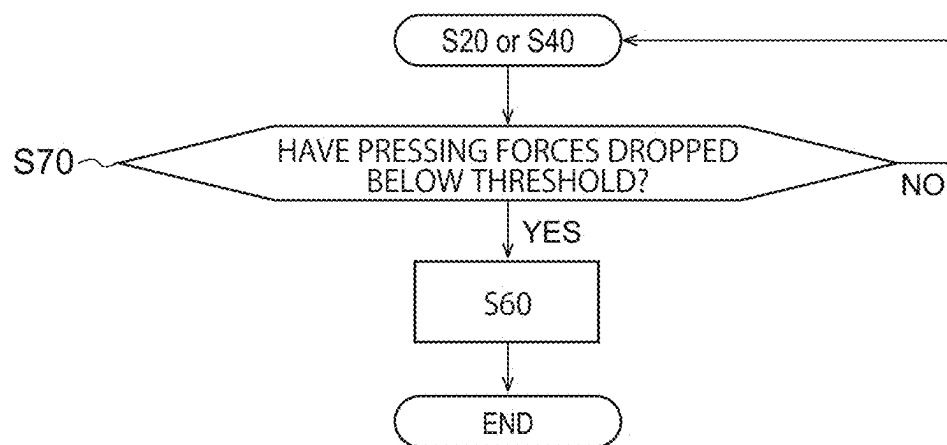 S20 or S40
S70
HAVE PRESSING FORCES DROPPED
BELOW THRESHOLD?
NO
YES
S60
END